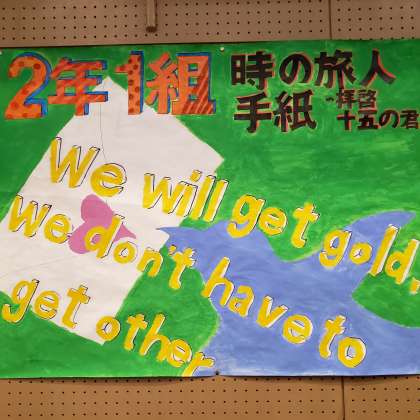 2年1組
時の旅人
手紙 〜拝啓
十五の君
We will get gold,
We don't have to
get other